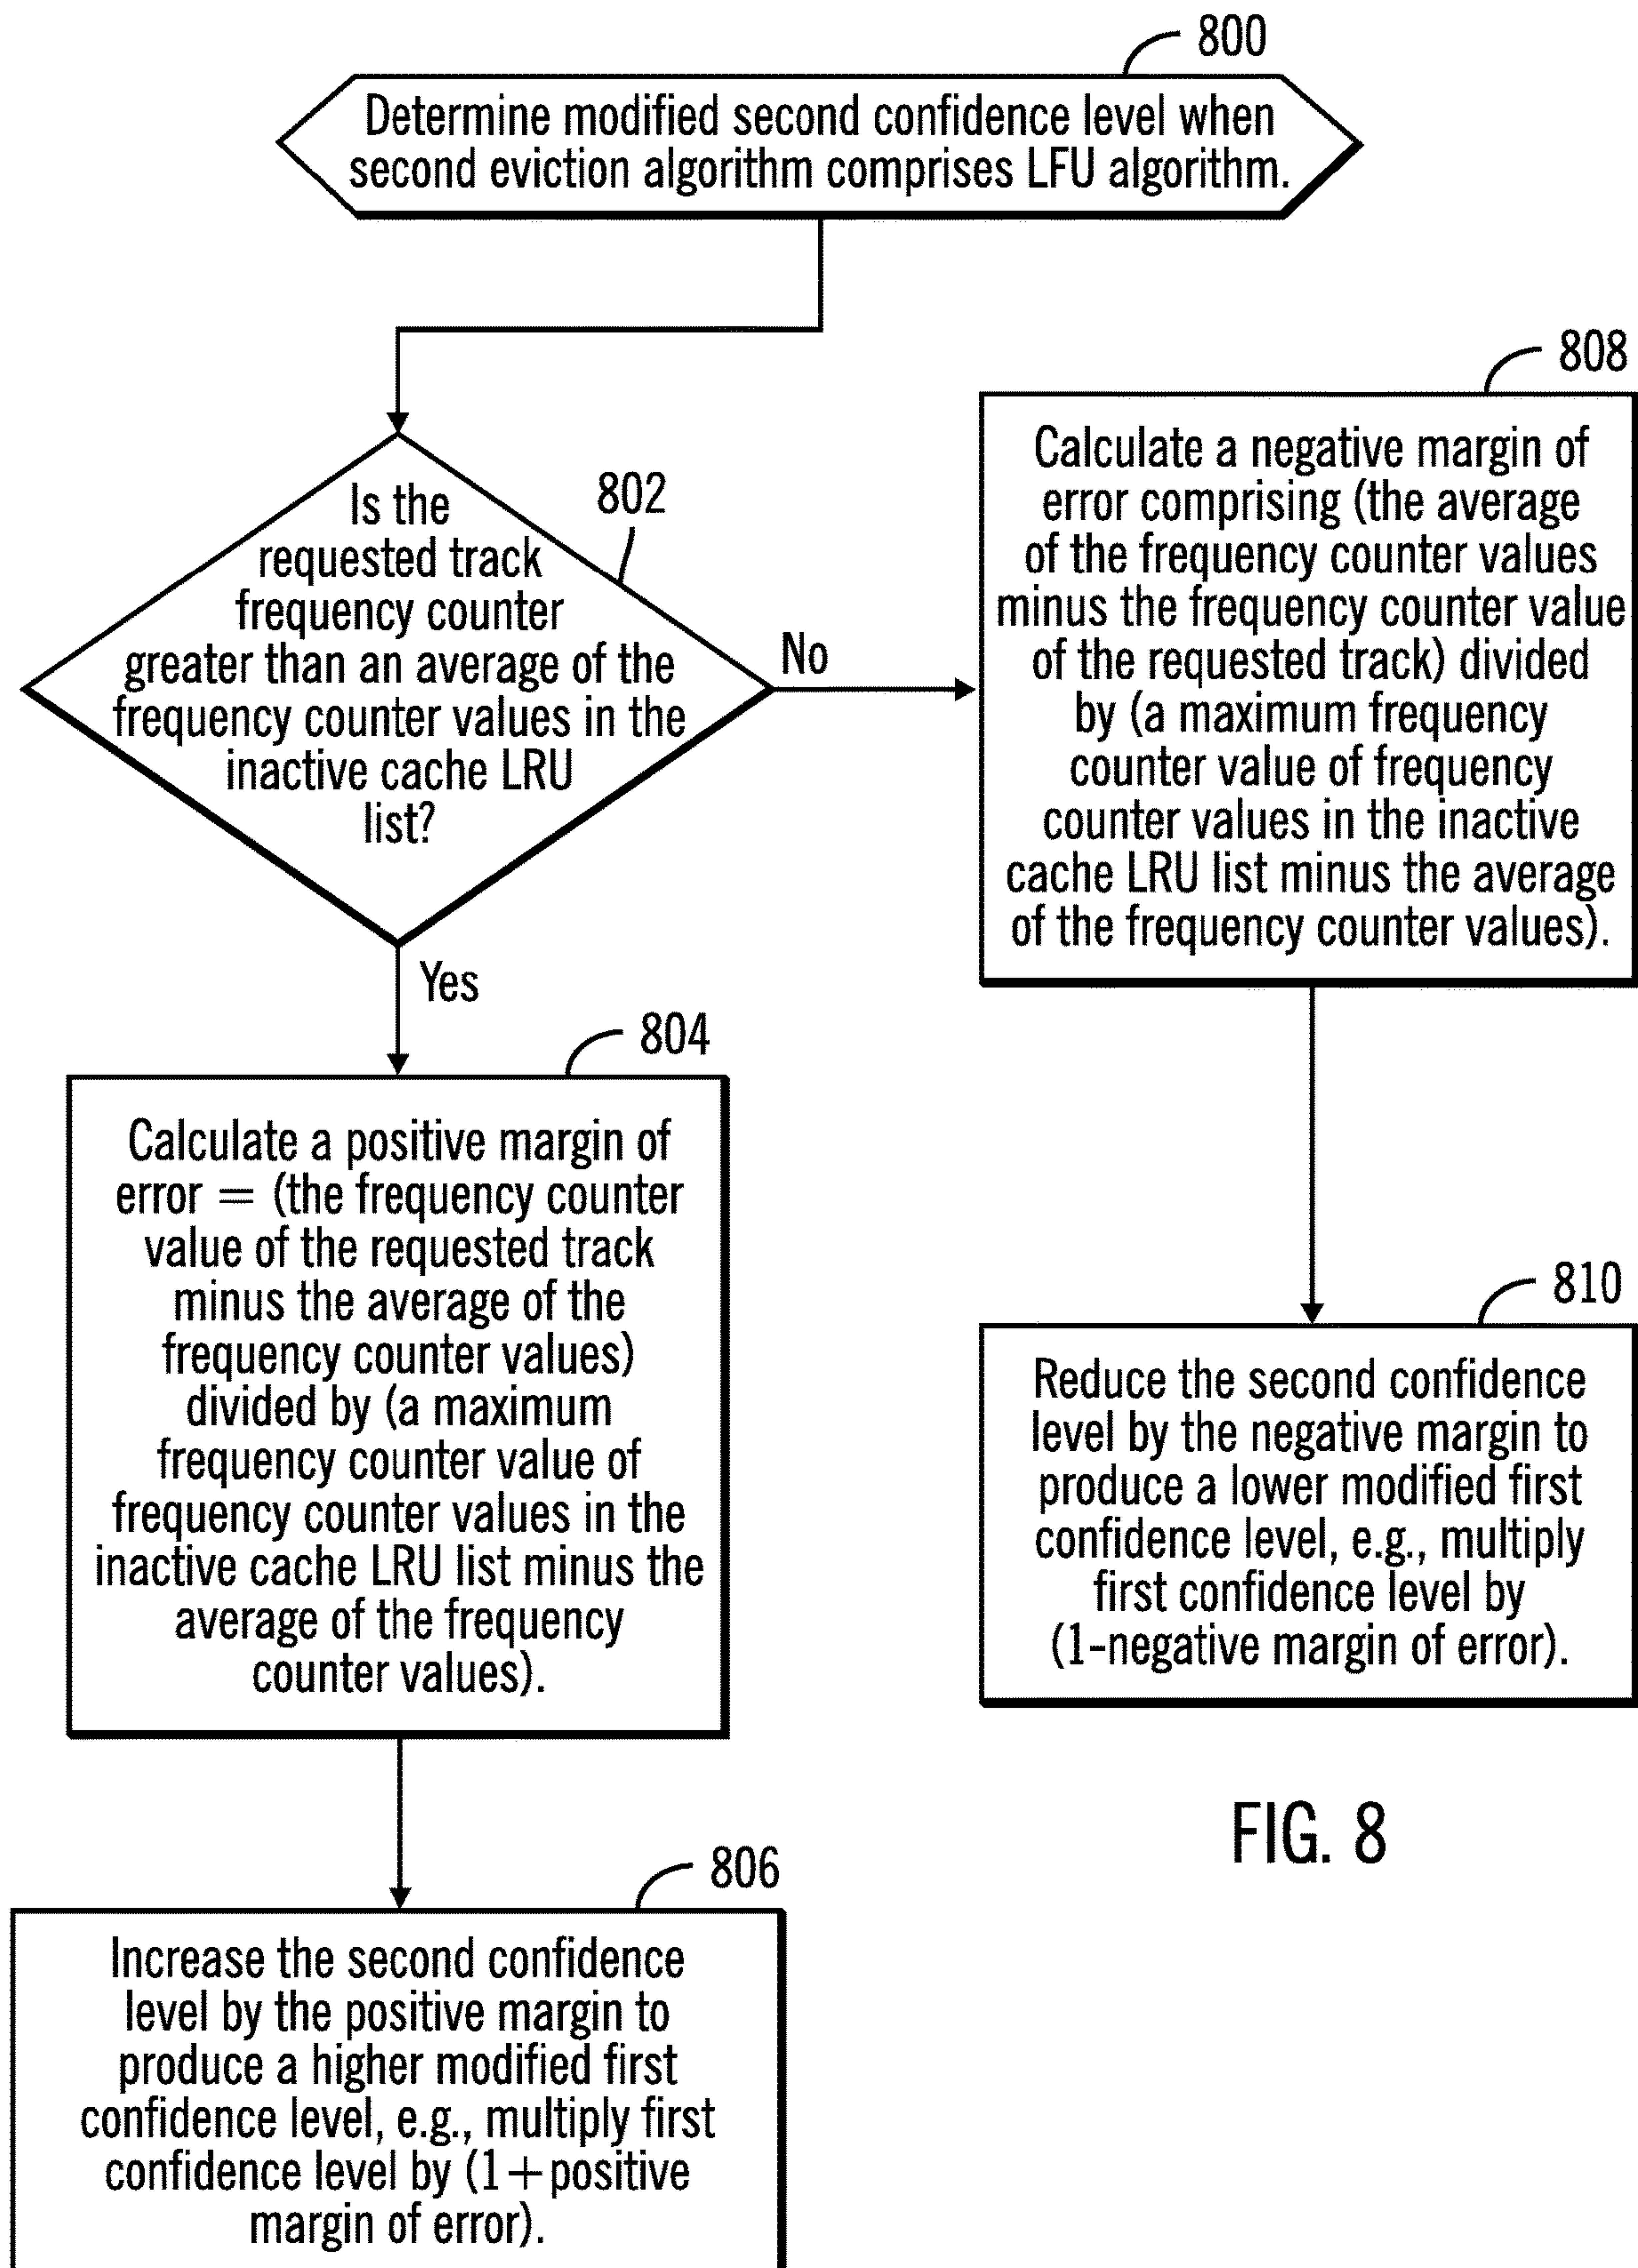 800
Determine modified second confidence level when
second eviction algorithm comprises LFU algorithm.
802
Is the
requested track
frequency counter
greater than an average of the
frequency counter values in the
inactive cache LRU
list?
No
Yes
808
Calculate a negative margin of
error comprising (the average
of the frequency counter values
minus the frequency counter value
of the requested track) divided
by (a maximum frequency
counter value of frequency
counter values in the inactive
cache LRU list minus the average
of the frequency counter values).
804
Calculate a positive margin of
error = (the frequency counter
value of the requested track
minus the average of the
frequency counter values)
divided by (a maximum
frequency counter value of
frequency counter values in the
inactive cache LRU list minus the
average of the frequency
counter values).
810
Reduce the second confidence
level by the negative margin to
produce a lower modified first
confidence level, e.g., multiply
first confidence level by
(1-negative margin of error).
806
Increase the second confidence
level by the positive margin to
produce a higher modified first
confidence level, e.g., multiply first
confidence level by (1+positive
margin of error).
FIG. 8